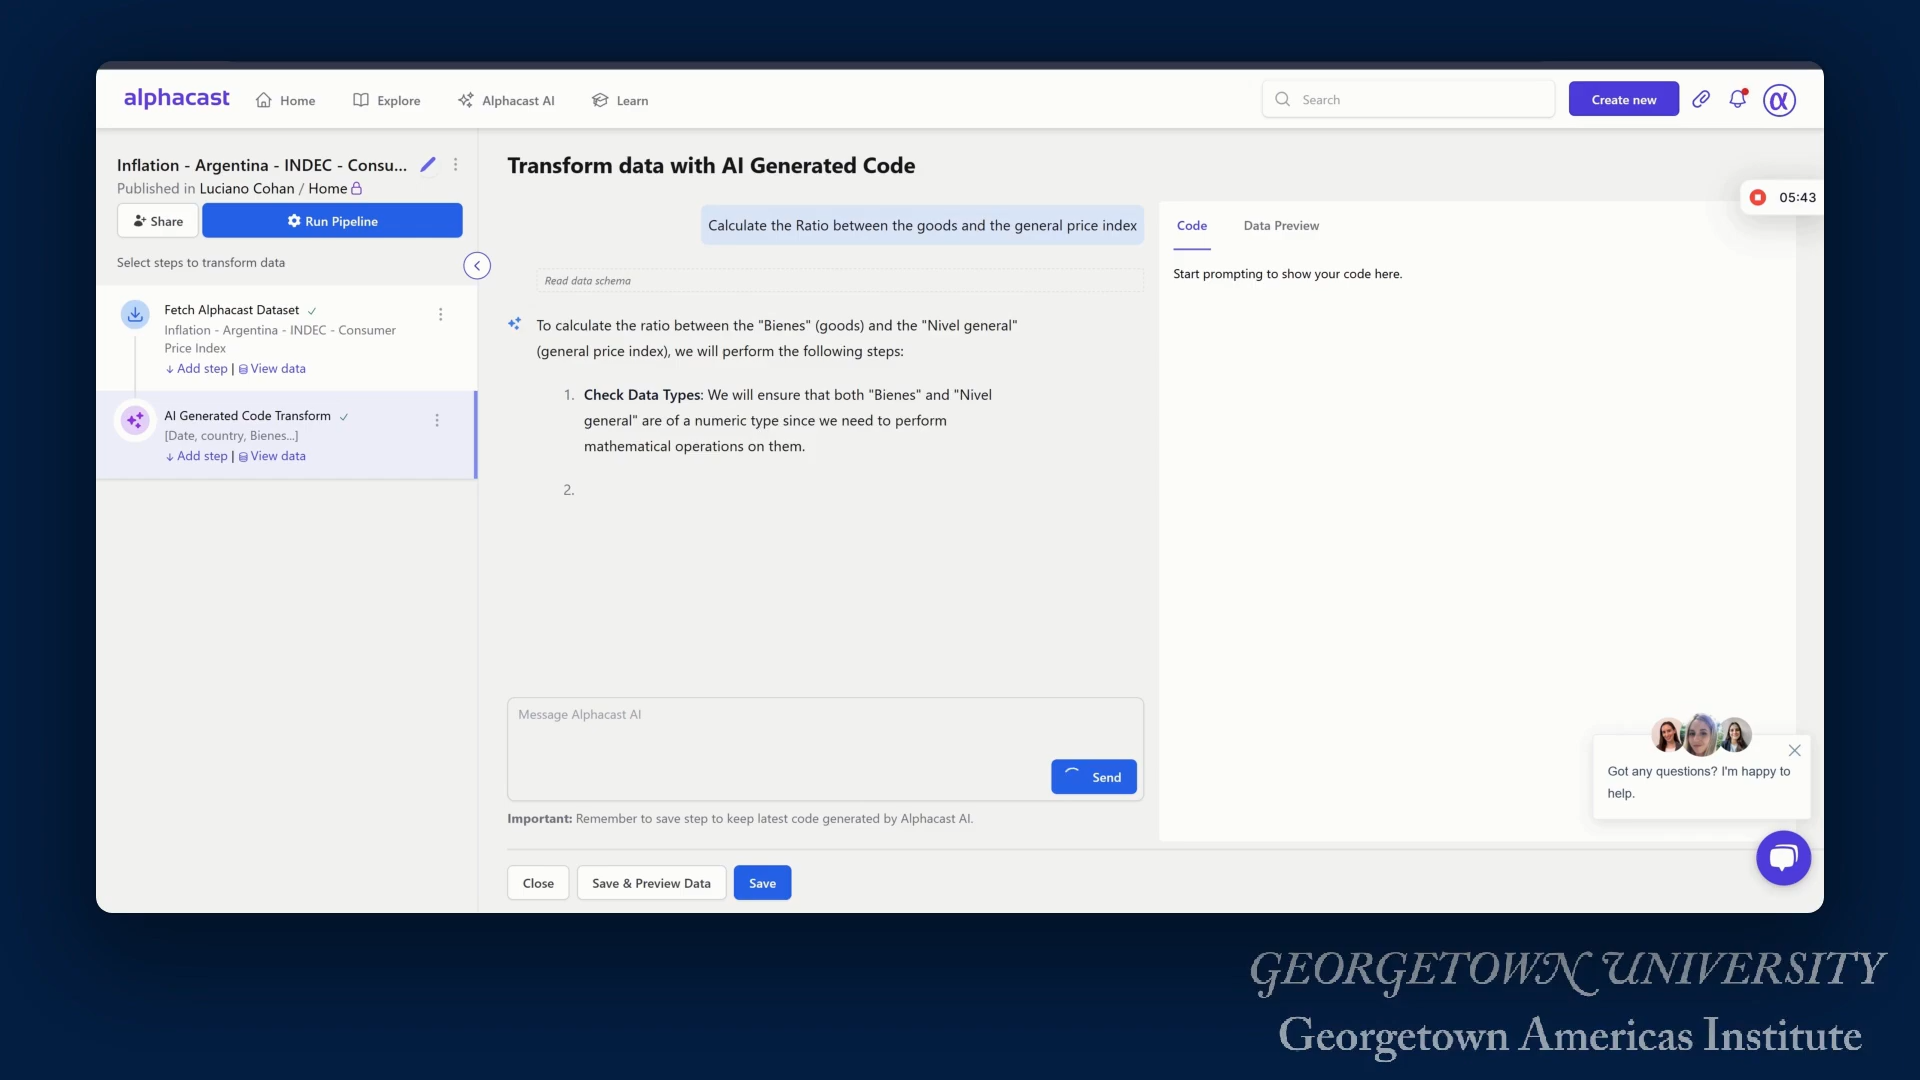 alphacast
Home
Explore
Alphacast AI
Learn
Search
Create new
Inflation - Argentina - INDEC - Consu...
Published in Luciano Cohan / Home
Share
Run Pipeline
Select steps to transform data
Fetch Alphacast Dataset
Inflation - Argentina - INDEC - Consumer
Price Index
Add step | View data
AI Generated Code Transform
[Date, country, Bienes...]
Add step | View data
Transform data with AI Generated Code
Calculate the Ratio between the goods and the general price index
Read data schema
To calculate the ratio between the "Bienes" (goods) and the "Nivel general"
(general price index), we will perform the following steps:
1. Check Data Types: We will ensure that both "Bienes" and "Nivel
general" are of a numeric type since we need to perform
mathematical operations on them.
2.
Message Alphacast AI
Send
Important: Remember to save step to keep latest code generated by Alphacast AI.
Close
Save & Preview Data
Save
Code
Data Preview
Start prompting to show your code here.
05:43
Got any questions? I'm happy to
help.
GEORGETOWN UNIVERSITY
Georgetown Americas Institute